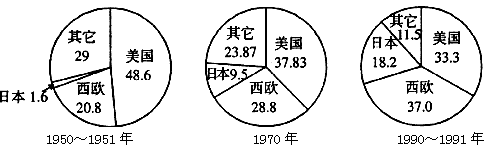 其它
29
美国
48.6
日本 1.6
西欧
20.8
1950～1951 年
其它
23.87
美国
37.83
日本9.5
西欧
28.8
1970 年
其它
11.5
美国
33.3
日本
18.2
西欧
37.0
1990～1991 年